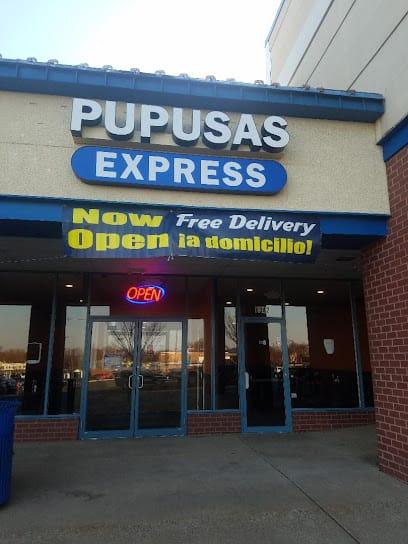 PUPUSAS
EXPRESS
Now Open
Free Delivery
¡a domicilio!
OPEN